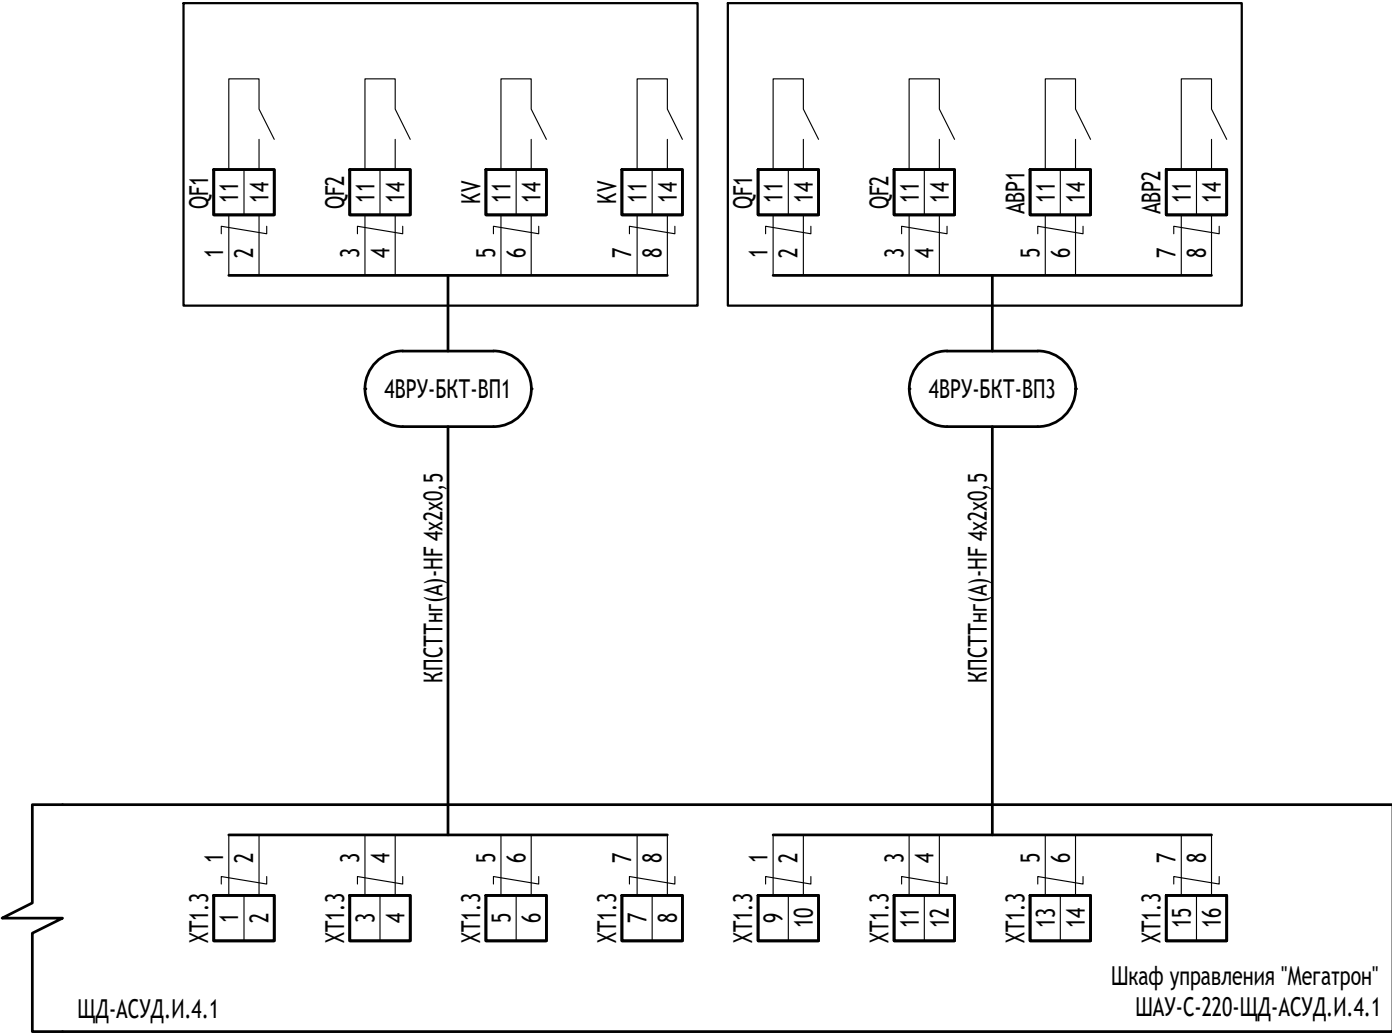 QF1 11 14 QF2 11 14 KV 11 14 KV 11 14
1 2 3 4 5 6 7 8
QF1 11 14 QF2 11 14 АВР1 11 14 АВР2 11 14
1 2 3 4 5 6 7 8
4ВРУ-БКТ-ВП1
4ВРУ-БКТ-ВП3
КПСТТнг(А)-HF 4х2х0,5
КПСТТнг(А)-HF 4х2х0,5
1 2 3 4 5 6 7 8
XT1.3 1 2 XT1.3 3 4 XT1.3 5 6 XT1.3 7 8
1 2 3 4 5 6 7 8
XT1.3 9 10 XT1.3 11 12 XT1.3 13 14 XT1.3 15 16
ЩД-АСУД.И.4.1
Шкаф управления "Мегатрон"
ШАУ-С-220-ЩД-АСУД.И.4.1